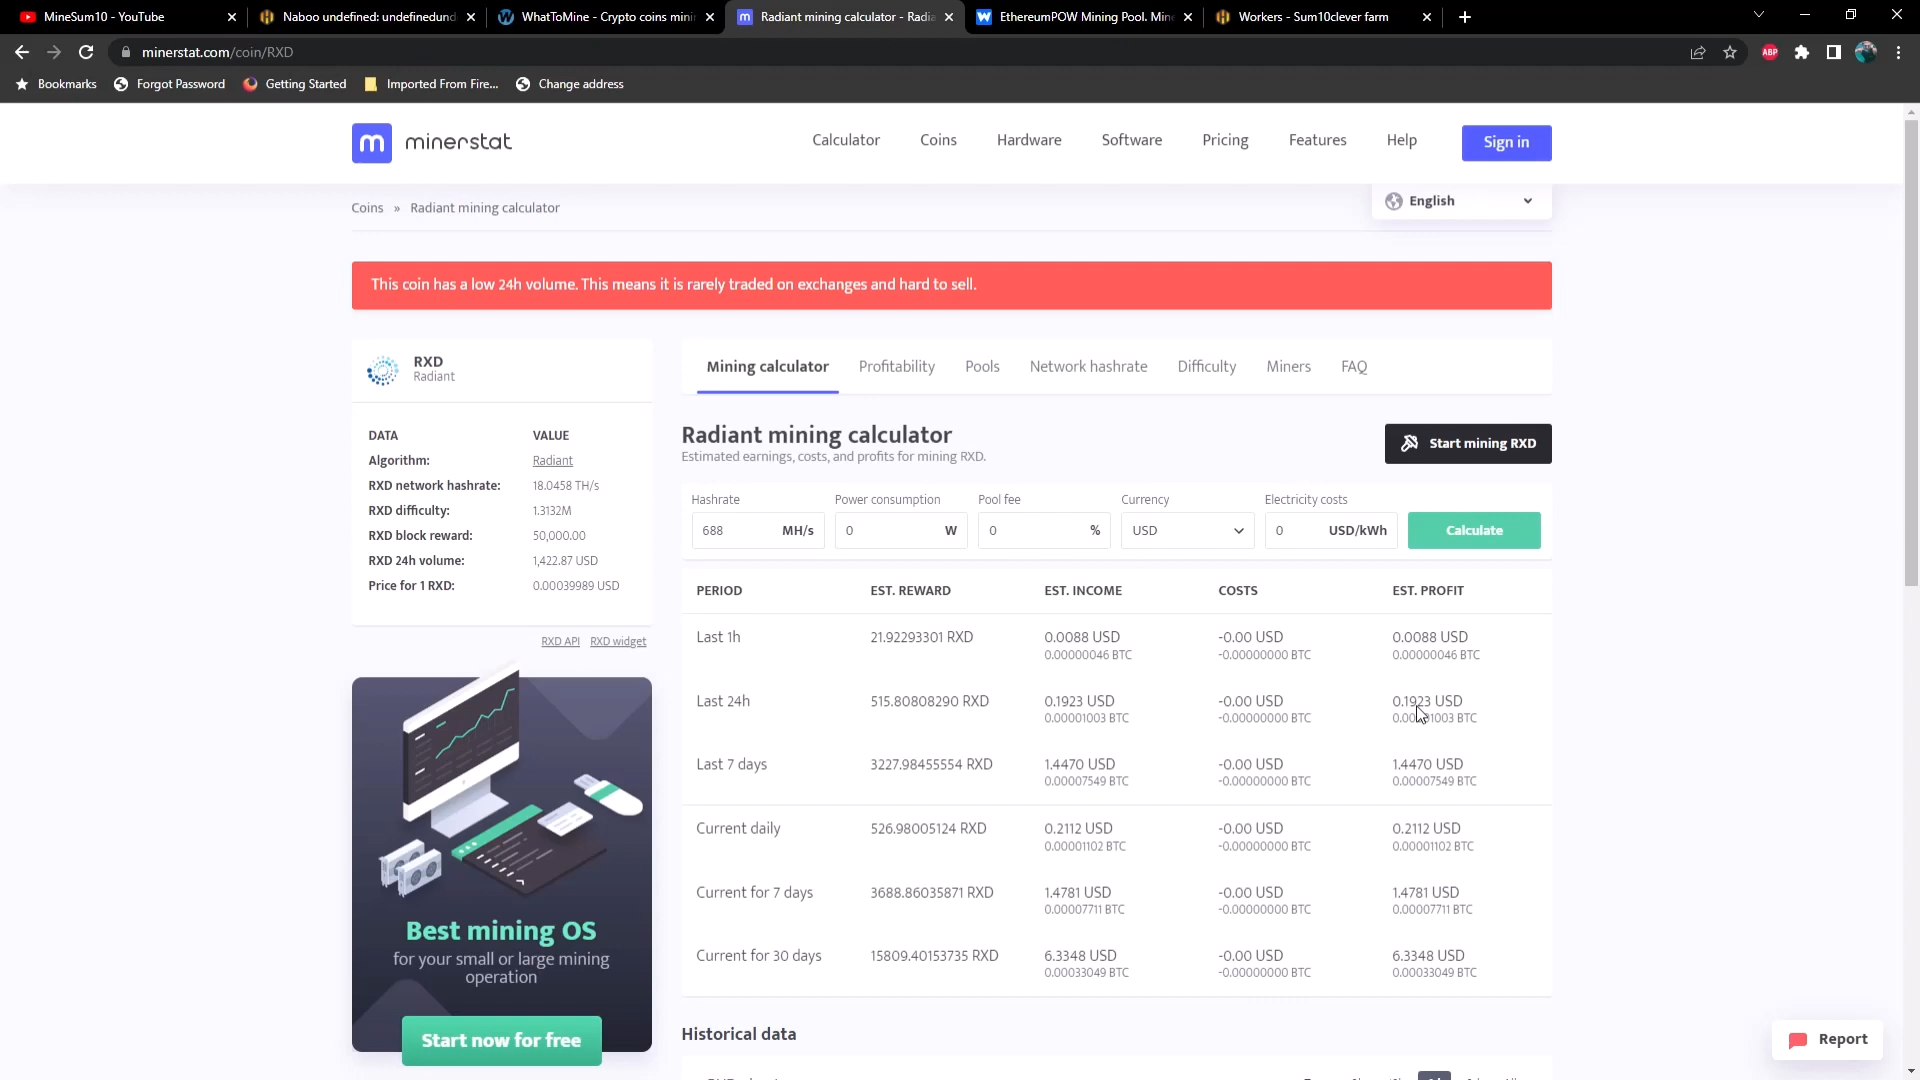 MineSum10 - YouTube
Naboo undefined: undefinedund
WhatToMine - Crypto coins mini
Radiant mining calculator - Radia
EthereumPOW Mining Pool. Mine
Workers - Sum10clever farm
minerstat.com/coin/RXD
ABP
Bookmarks
Forgot Password
Getting Started
Imported From Fire...
Change address
m minerstat
Calculator
Coins
Hardware
Software
Pricing
Features
Help
Sign in
Coins » Radiant mining calculator
English
This coin has a low 24h volume. This means it is rarely traded on exchanges and hard to sell.
RXD
Radiant
DATA VALUE
Algorithm: Radiant
RXD network hashrate: 18.0458 TH/s
RXD difficulty: 1.3132M
RXD block reward: 50,000.00
RXD 24h volume: 1,422.87 USD
Price for 1 RXD: 0.00039989 USD
RXD API RXD widget
Best mining OS
for your small or large mining
operation
Start now for free
Mining calculator Profitability Pools Network hashrate Difficulty Miners FAQ
Radiant mining calculator
Estimated earnings, costs, and profits for mining RXD.
Start mining RXD
Hashrate Power consumption Pool fee Currency Electricity costs
688 MH/s 0 W 0 % USD 0 USD/kWh Calculate
PERIOD EST. REWARD EST. INCOME COSTS EST. PROFIT
Last 1h 21.92293301 RXD 0.0088 USD -0.00 USD 0.0088 USD
0.00000046 BTC -0.00000000 BTC 0.00000046 BTC
Last 24h 515.80808290 RXD 0.1923 USD -0.00 USD 0.1923 USD
0.00001003 BTC -0.00000000 BTC
Last 7 days 3227.98455554 RXD 1.4470 USD -0.00 USD 1.4470 USD
0.00007549 BTC -0.00000000 BTC 0.00007549 BTC
Current daily 526.98005124 RXD 0.2112 USD -0.00 USD 0.2112 USD
0.00001102 BTC -0.00000000 BTC 0.00001102 BTC
Current for 7 days 3688.86035871 RXD 1.4781 USD -0.00 USD 1.4781 USD
0.00007711 BTC -0.00000000 BTC 0.00007711 BTC
Current for 30 days 15809.40153735 RXD 6.3348 USD -0.00 USD 6.3348 USD
0.00033049 BTC -0.00000000 BTC 0.00033049 BTC
Historical data
Report